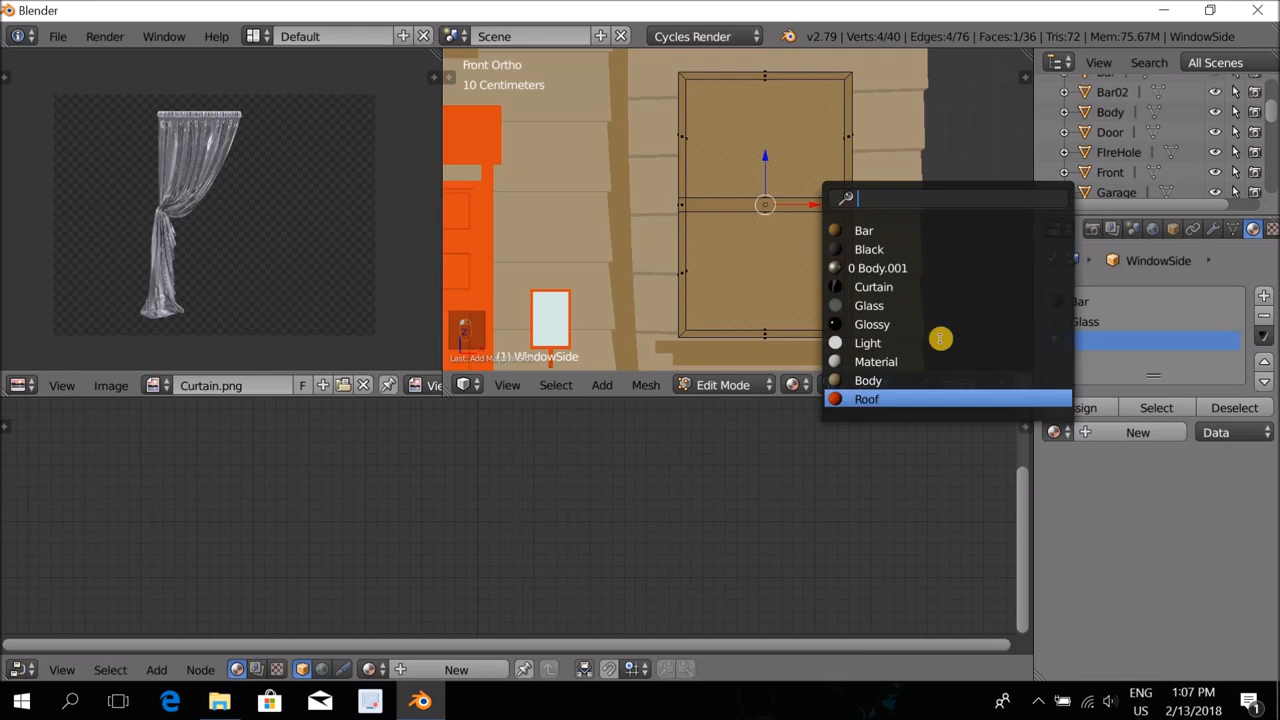 Blender
File Render Window Help Default Scene Cycles Render v2.79 | Verts:4/40 | Edges:4/76 | Faces:1/36 | Tris:72 | Mem:75.67M | WindowSide
Front Ortho
10 Centimeters
View Search All Scenes
Bar02
Body
Door
FIreHole
Front
Garage
Bar
Black
0 Body.001
Curtain
Glass
Glossy
Light
Material
Body
Roof
WindowSide
Bar
Glass
Assign Select Deselect
New Data
Z
Last: Add Ma
(1) WindowSide
View Image Curtain.png F
View Select Add Mesh Edit Mode
View Select Add Node New
ENG 1:07 PM
US 2/13/2018
1